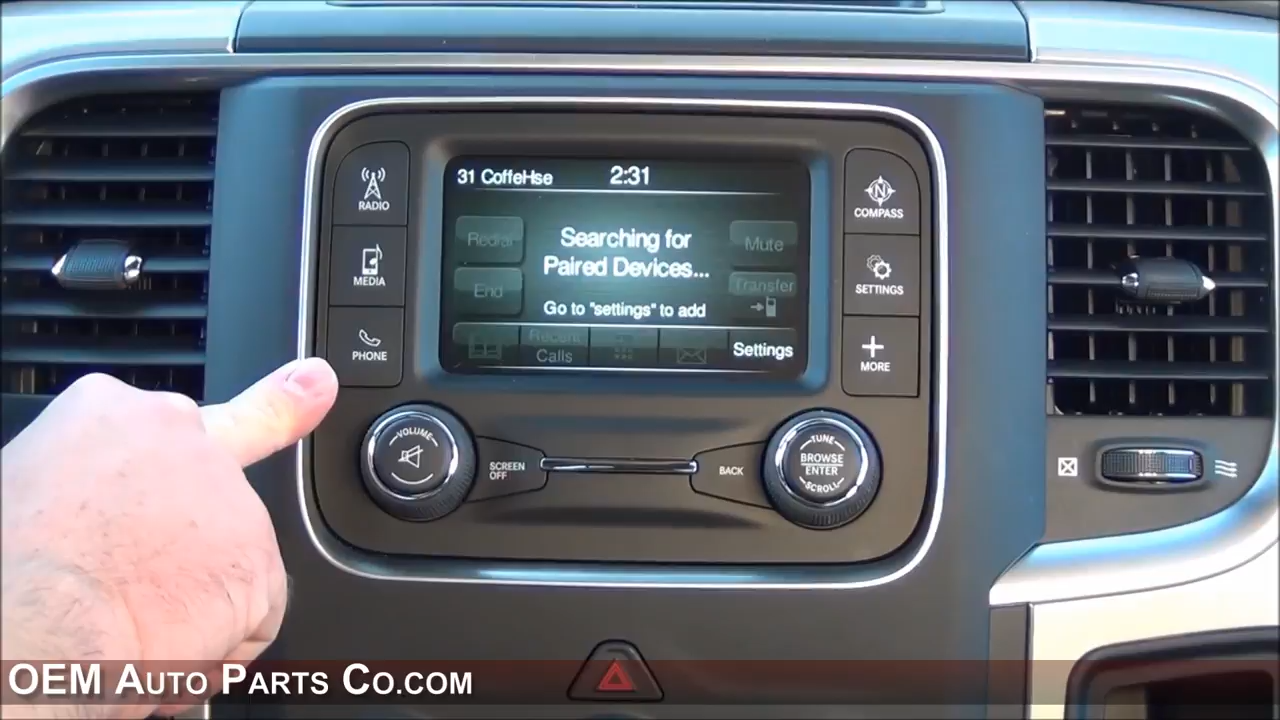 31 CoffeHse 2:31
RADIO
MEDIA
PHONE
Redial
End
Searching for
Paired Devices...
Go to "settings" to add
Mute
Transfer
Recent
Calls
Settings
N
COMPASS
SETTINGS
MORE
VOLUME
SCREEN
OFF
BACK
TUNE
BROWSE
ENTER
SCROLL
OEM AUTO PARTS CO.COM